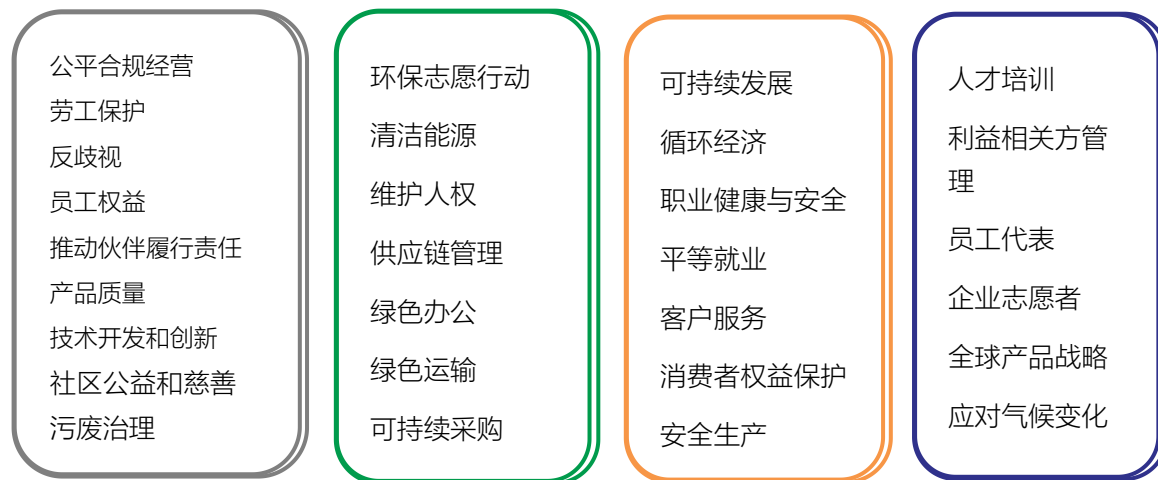 公平合规经营
劳工保护
反歧视
员工权益
推动伙伴履行责任
产品质量
技术开发和创新
社区公益和慈善
污废治理
环保志愿行动
清洁能源
维护人权
供应链管理
绿色办公
绿色运输
可持续采购
可持续发展
循环经济
职业健康与安全
平等就业
客户服务
消费者权益保护
安全生产
人才培训
利益相关方管
理
员工代表
企业志愿者
全球产品战略
应对气候变化